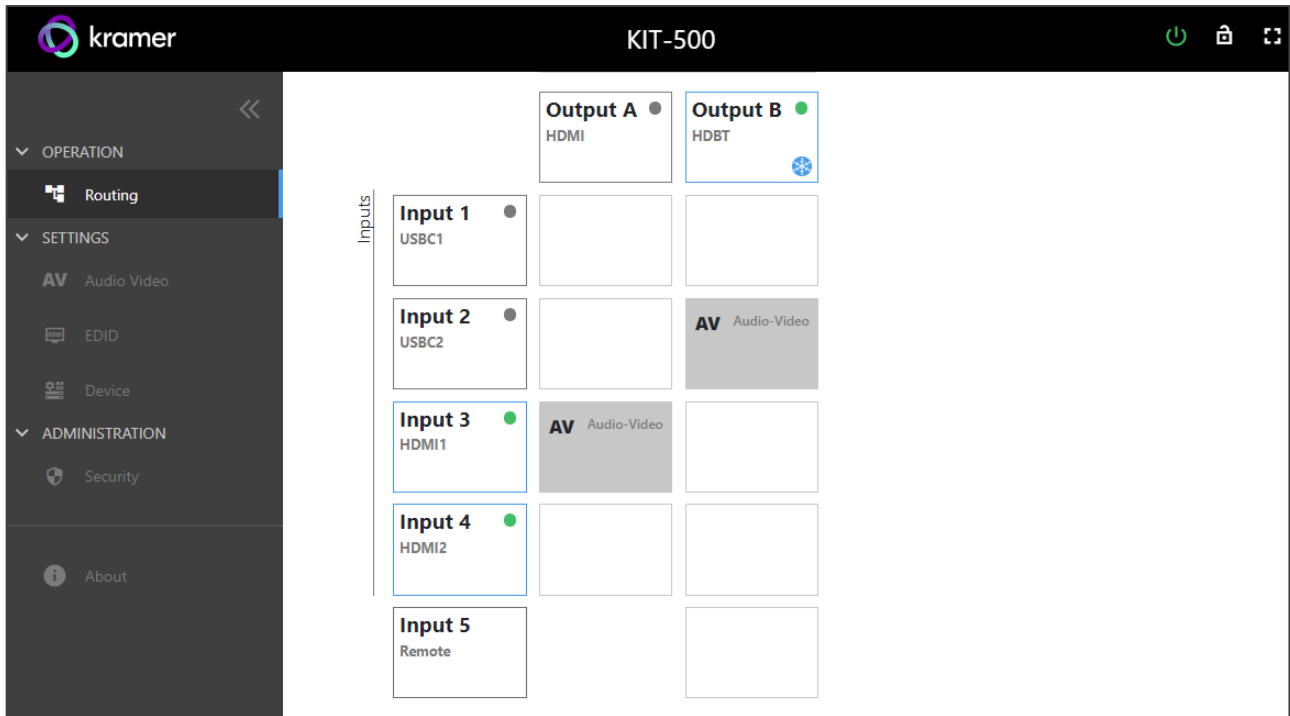 kramer
KIT-500
Output A
HDMI
Output B
HDBT
OPERATION
Routing
SETTINGS
AV Audio Video
EDID
Device
ADMINISTRATION
Security
About
Inputs
Input 1
USBC1
Input 2
USBC2
AV Audio-Video
Input 3
HDMI1
AV Audio-Video
Input 4
HDMI2
Input 5
Remote